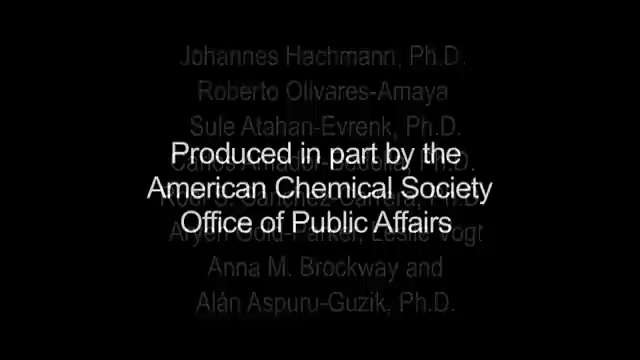 Johannes Hachmann, Ph.D.
Roberto Olivares-Amaya
Sule Atahan-Evrenk, Ph.D.
Produced in part by the
American Chemical Society
Office of Public Affairs
Anna M. Brockway and
Alán Aspuru-Guzik, Ph.D.